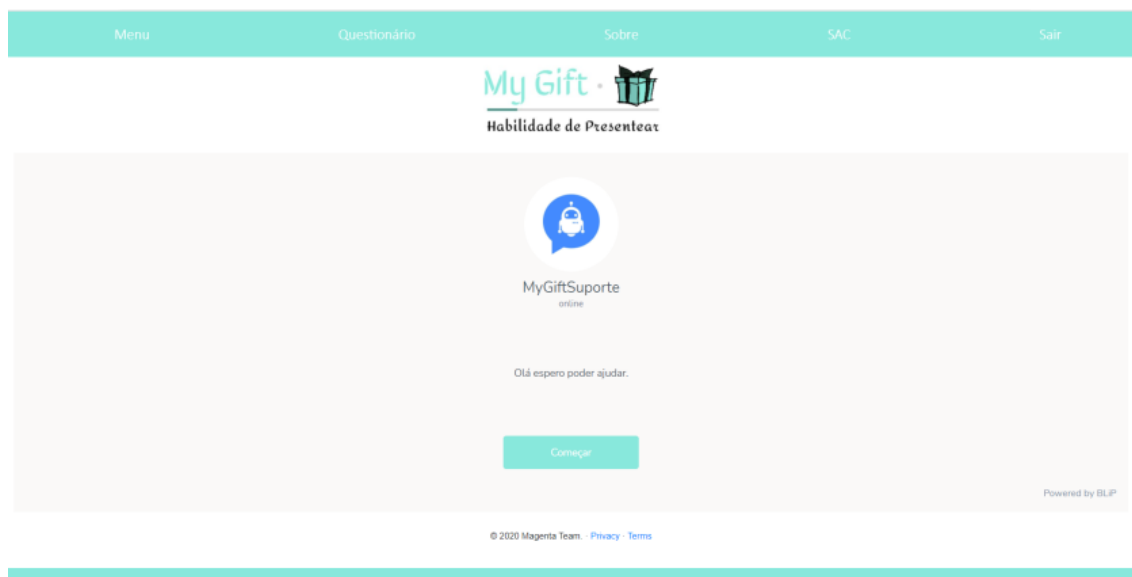 Menu Questionário Sobre SAC Sair
My Gift ·
Habilidade de Presentear
MyGiftSuporte
online
Olá espero poder ajudar.
Começar
Powered by BLiP
© 2020 Magenta Team. · Privacy · Terms